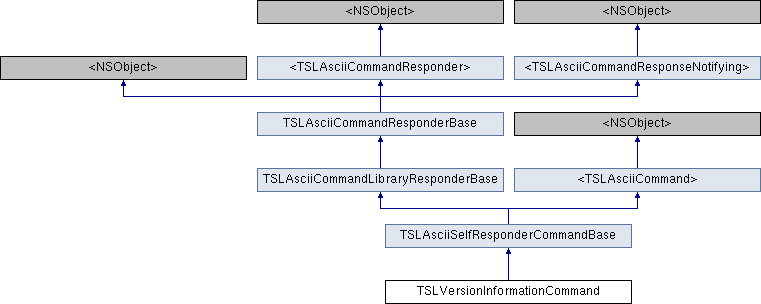 <NSObject>
<NSObject>
<NSObject>
<TSLAsciiCommandResponder>
<TSLAsciiCommandResponseNotifying>
TSLAsciiCommandResponderBase
<NSObject>
TSLAsciiCommandLibraryResponderBase
<TSLAsciiCommand>
TSLAsciiSelfResponderCommandBase
TSLVersionInformationCommand